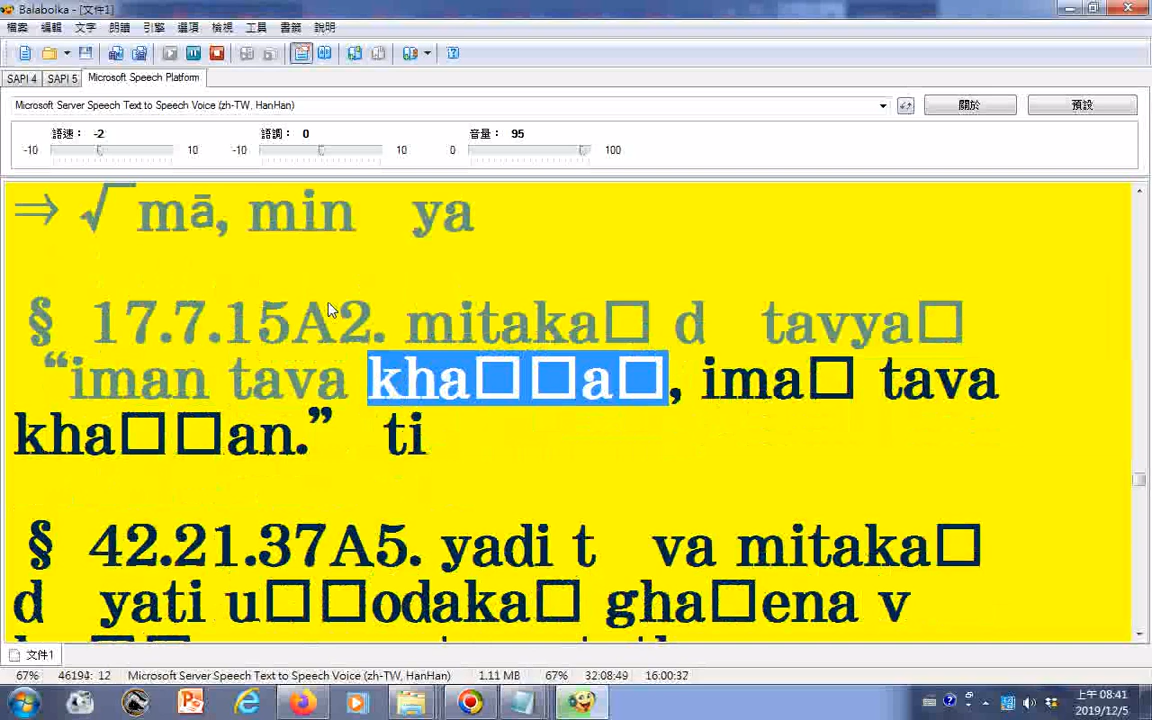 Balabolka - [文件1]
檔案 編輯 文字 朗讀 引擎 選項 檢視 工具 書籤 說明
SAPI 4 SAPI 5 Microsoft Speech Platform
Microsoft Server Speech Text to Speech Voice (zh-TW, HanHan)
關於 預設
語速： -2 語調： 0 音量： 95
-10 10 -10 10 0 100
⇒ √ mā, min ya
§ 17.7.15A2. mitaka□ d tavya□
“iman tava kha□□a□, ima□ tava
kha□□an.” ti
§ 42.21.37A5. yadi t va mitaka□
d yati u□□odaka□ gha□ena v
文件1
67% 46194: 12 Microsoft Server Speech Text to Speech Voice (zh-TW, HanHan) 1.11 MB 67% 32:08:49 16:00:32
上午 08:41
2019/12/5